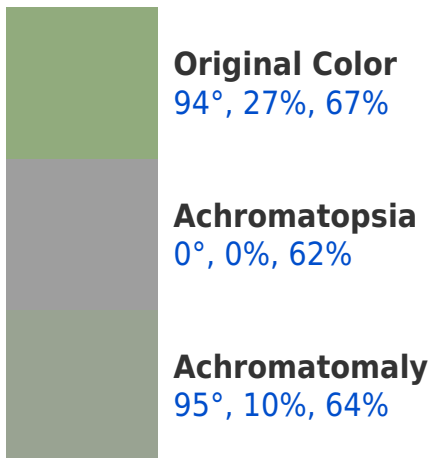 Original Color
94°, 27%, 67%
Achromatopsia
0°, 0%, 62%
Achromatomaly
95°, 10%, 64%